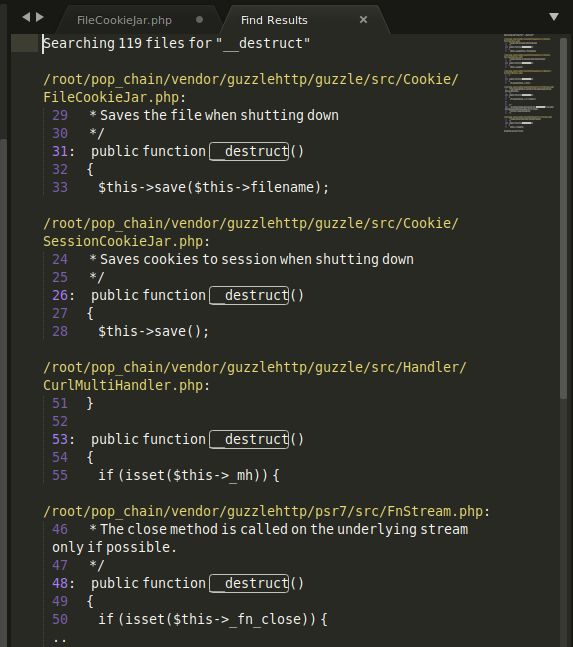 FileCookieJar.php
Find Results
Searching 119 files for "__destruct"
/root/pop_chain/vendor/guzzlehttp/guzzle/src/Cookie/
FileCookieJar.php:
29 * Saves the file when shutting down
30 */
31: public function __destruct()
32 {
33 $this->save($this->filename);
/root/pop_chain/vendor/guzzlehttp/guzzle/src/Cookie/
SessionCookieJar.php:
24 * Saves cookies to session when shutting down
25 */
26: public function __destruct()
27 {
28 $this->save();
/root/pop_chain/vendor/guzzlehttp/guzzle/src/Handler/
CurlMultiHandler.php:
51 }
52
53: public function __destruct()
54 {
55 if (isset($this->_mh)) {
/root/pop_chain/vendor/guzzlehttp/psr7/src/FnStream.php:
46 * The close method is called on the underlying stream
only if possible.
47 */
48: public function __destruct()
49 {
50 if (isset($this->_fn_close)) {
..